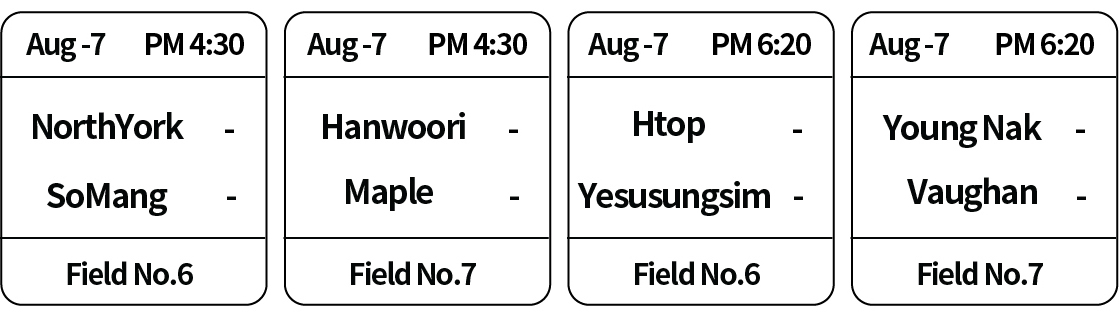 Aug -7 PM 4:30
NorthYork -
SoMang -
Field No.6
Aug -7 PM 4:30
Hanwoori -
Maple -
Field No.7
Aug -7 PM 6:20
Htop -
Yesusungsim -
Field No.6
Aug -7 PM 6:20
Young Nak -
Vaughan -
Field No.7